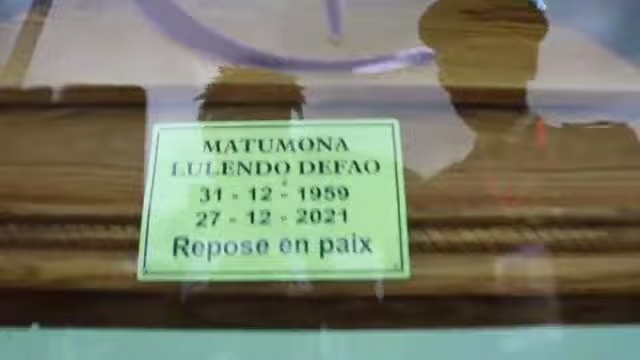 MATUMONA
LULENDO DEFAO
31 - 12 - 1959
27 - 12 - 2021
Repose en paix